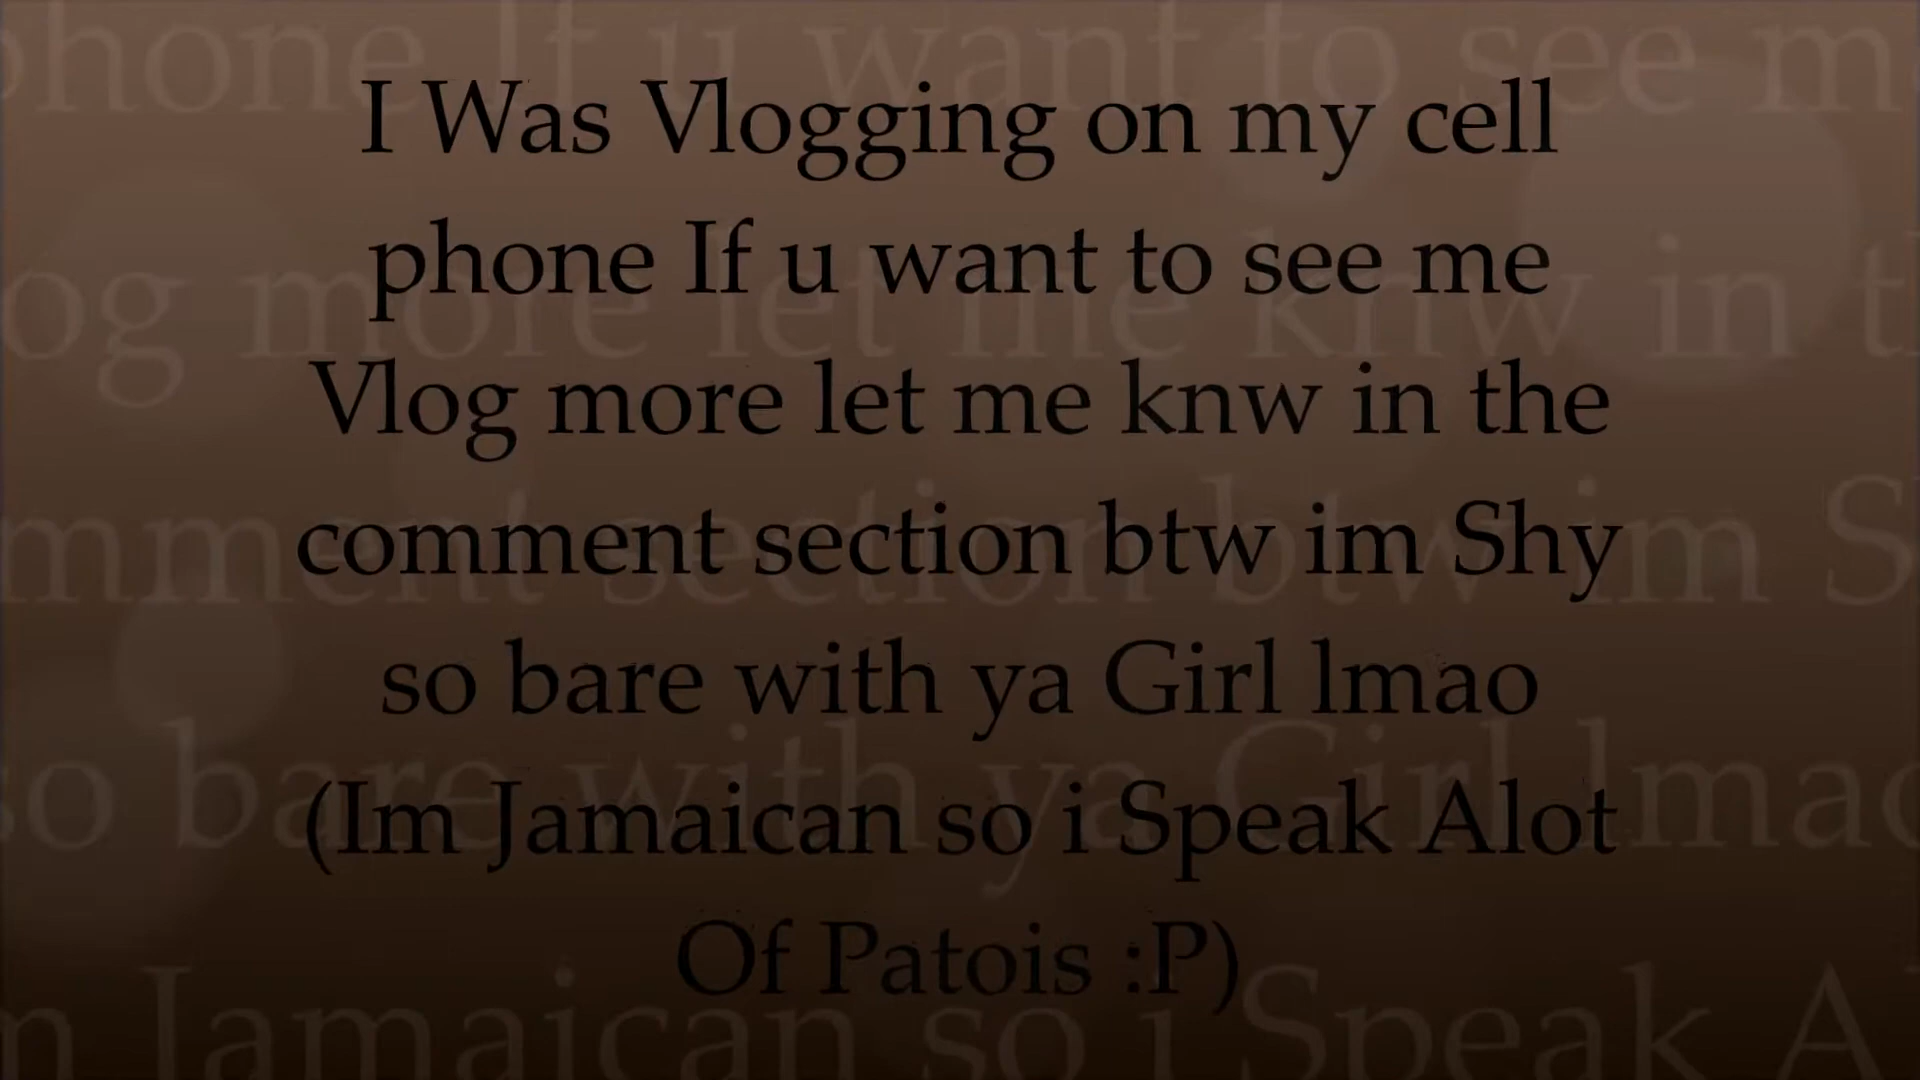 I Was Vlogging on my cell
phone If u want to see me
Vlog more let me knw in the
comment section btw im Shy
so bare with ya Girl lmao
(Im Jamaican so i Speak Alot
Of Patois :P)